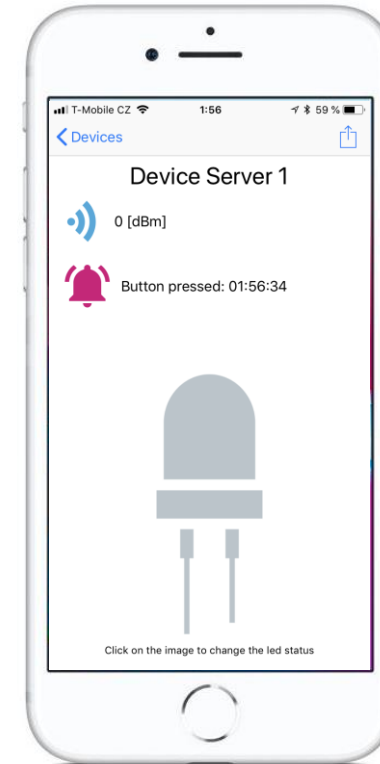 T-Mobile CZ 1:56 59 %
Devices
Device Server 1
0 [dBm]
Button pressed: 01:56:34
Click on the image to change the led status